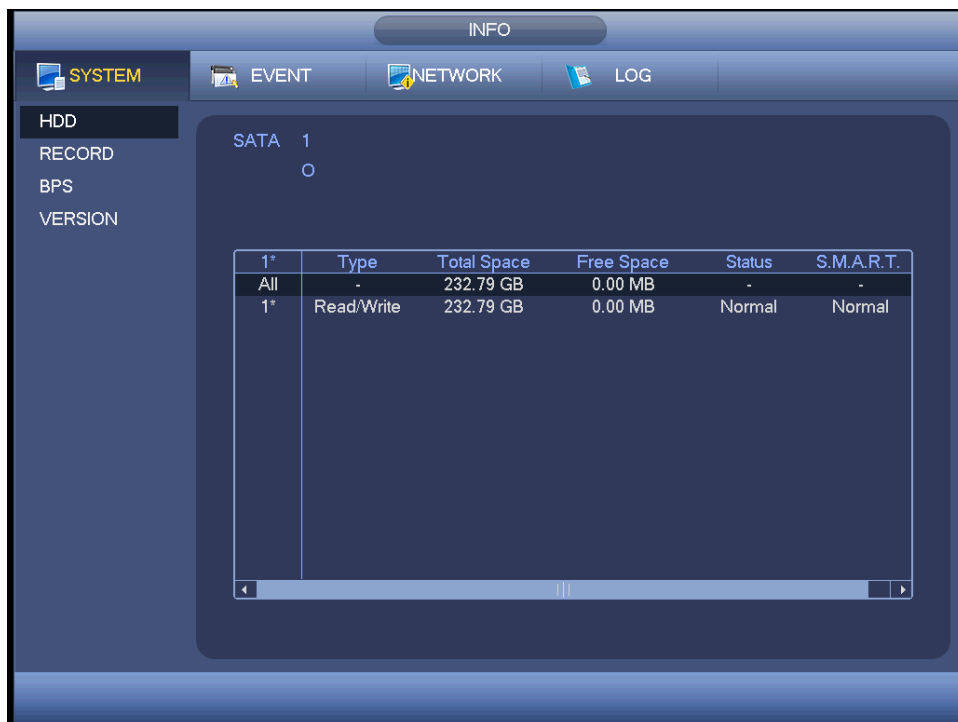 INFO
SYSTEM EVENT NETWORK LOG
HDD
RECORD
BPS
VERSION
SATA 1
O
1* Type Total Space Free Space Status S.M.A.R.T.
All - 232.79 GB 0.00 MB - -
1* Read/Write 232.79 GB 0.00 MB Normal Normal